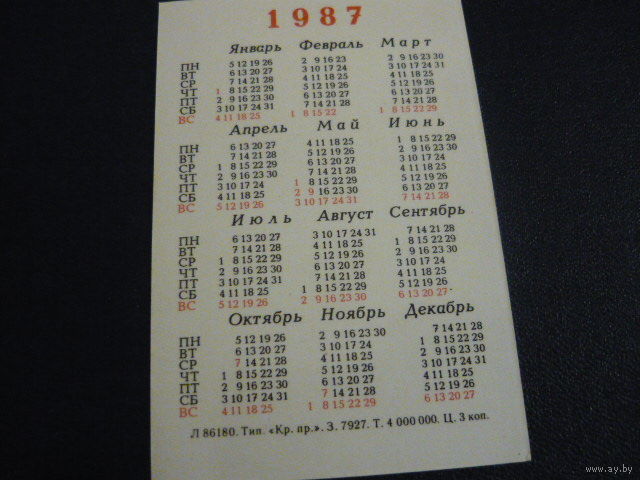 1987
Январь Февраль Март
ПН 5 12 19 26 2 9 16 23 2 9 16 23 30
ВТ 6 13 20 27 3 10 17 24 3 10 17 24 31
СР 7 14 21 28 4 11 18 25 4 11 18 25
ЧТ 1 8 15 22 29 5 12 19 26 5 12 19 26
ПТ 2 9 16 23 30 6 13 20 27 6 13 20 27
СБ 3 10 17 24 31 7 14 21 28 7 14 21 28
ВС 4 11 18 25 1 8 15 22 1 8 15 22 29
Апрель Май Июнь
ПН 6 13 20 27 4 11 18 25 1 8 15 22 29
ВТ 7 14 21 28 5 12 19 26 2 9 16 23 30
СР 1 8 15 22 29 6 13 20 27 3 10 17 24
ЧТ 2 9 16 23 30 7 14 21 28 4 11 18 25
ПТ 3 10 17 24 1 8 15 22 29 5 12 19 26
СБ 4 11 18 25 2 9 16 23 30 6 13 20 27
ВС 5 12 19 26 3 10 17 24 31 7 14 21 28
Июль Август Сентябрь
ПН 6 13 20 27 3 10 17 24 31 7 14 21 28
ВТ 7 14 21 28 4 11 18 25 1 8 15 22 29
СР 1 8 15 22 29 5 12 19 26 2 9 16 23 30
ЧТ 2 9 16 23 30 6 13 20 27 3 10 17 24
ПТ 3 10 17 24 31 7 14 21 28 4 11 18 25
СБ 4 11 18 25 1 8 15 22 29 5 12 19 26
ВС 5 12 19 26 2 9 16 23 30 6 13 20 27
Октябрь Ноябрь Декабрь
ПН 5 12 19 26 2 9 16 23 30 7 14 21 28
ВТ 6 13 20 27 3 10 17 24 1 8 15 22 29
СР 7 14 21 28 4 11 18 25 2 9 16 23 30
ЧТ 1 8 15 22 29 5 12 19 26 3 10 17 24 31
ПТ 2 9 16 23 30 6 13 20 27 4 11 18 25
СБ 3 10 17 24 31 7 14 21 28 5 12 19 26
ВС 4 11 18 25 1 8 15 22 29 6 13 20 27
Л 86180. Тип. «Кр. пр.». З. 7927. Т. 4 000 000. Ц. 3 коп.
www.ay.by